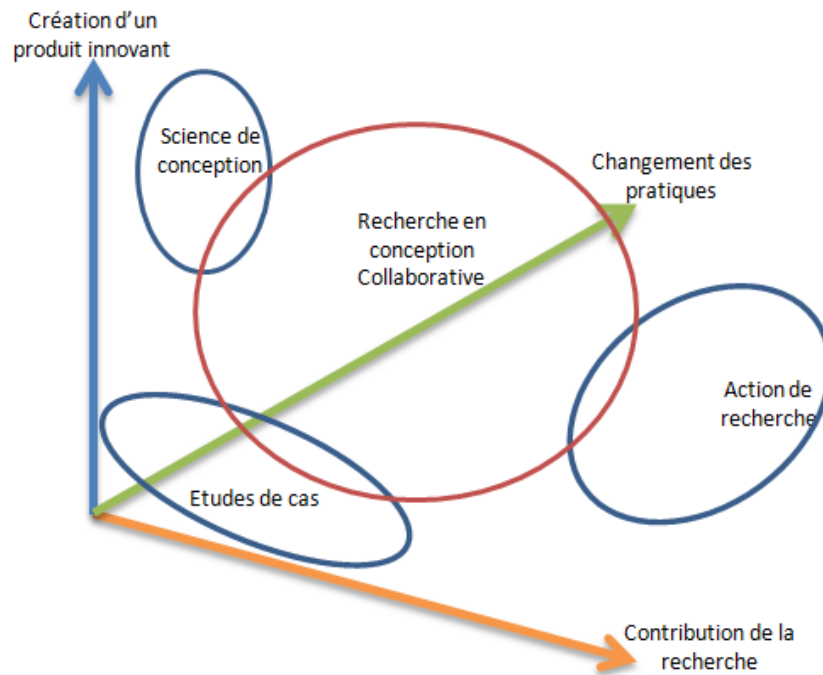 Création d'un
produit innovant
Science de
conception
Changement des
pratiques
Recherche en
conception
Collaborative
Action de
recherche
Etudes de cas
Contribution de la
recherche